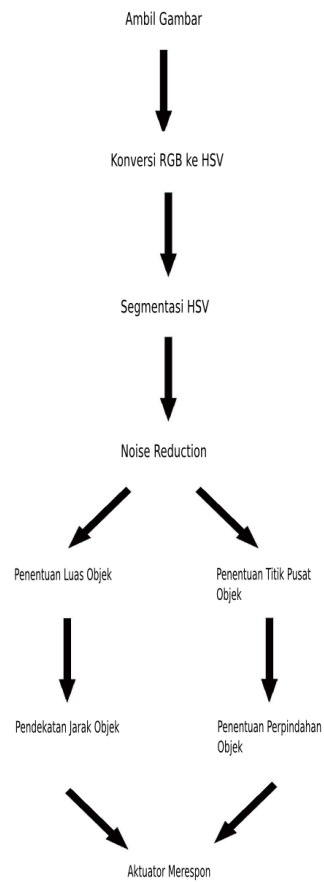 Ambil Gambar
Konversi RGB ke HSV
Segmentasi HSV
Noise Reduction
Penentuan Luas Objek
Penentuan Titik Pusat
Objek
Pendekatan Jarak Objek
Penentuan Perpindahan
Objek
Aktuator Merespon